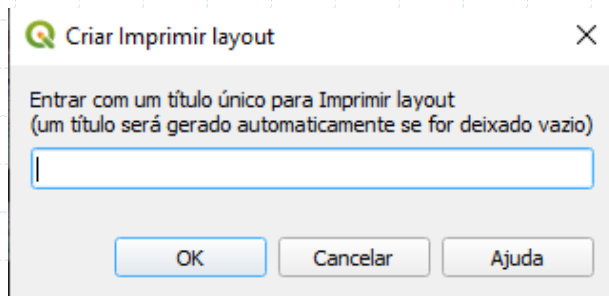 Criar Imprimir layout
Entrar com um título único para Imprimir layout
(um título será gerado automaticamente se for deixado vazio)
OK
Cancelar
Ajuda